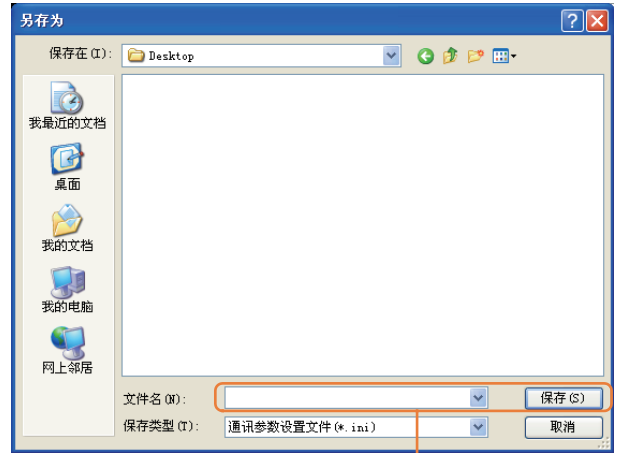 另存为
保存在(I):
Desktop
我最近的文档
桌面
我的文档
我的电脑
网上邻居
文件名(N):
保存(S)
保存类型(T):
通讯参数设置文件(*.ini)
取消